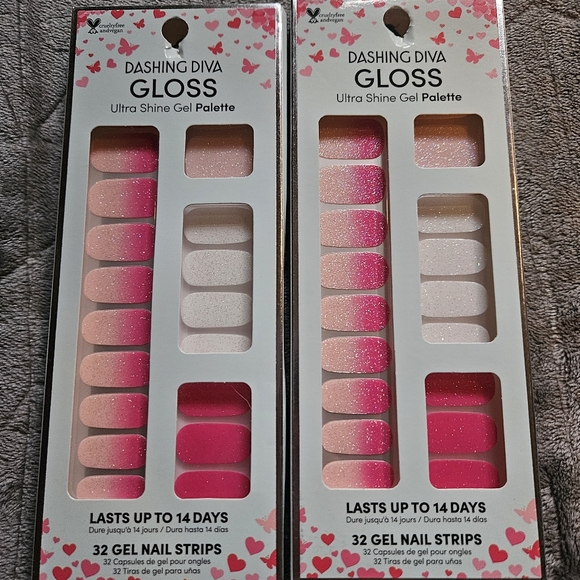 crueltyfree
andvegan
DASHING DIVA
GLOSS
Ultra Shine Gel Palette
LASTS UP TO 14 DAYS
Dure jusqu'à 14 jours / Dura hasta 14 días
32 GEL NAIL STRIPS
32 Capsules de gel pour ongles
32 Tiras de gel para uñas
crueltyfree
andvegan
DASHING DIVA
GLOSS
Ultra Shine Gel Palette
LASTS UP TO 14 DAYS
Dure jusqu'à 14 jours / Dura hasta 14 días
32 GEL NAIL STRIPS
32 Capsules de gel pour ongles
32 Tiras de gel para uñas